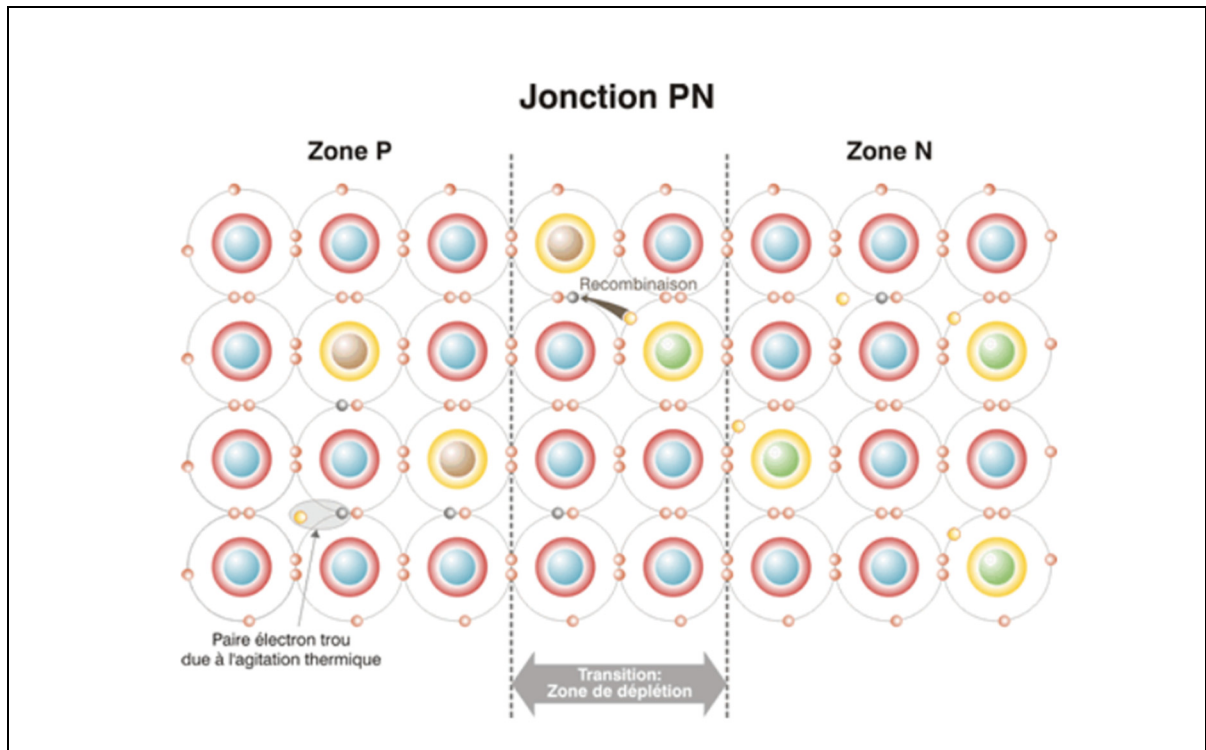 Jonction PN
Zone P
Zone N
Recombinaison
Paire électron trou
due à l'agitation thermique
Transition:
Zone de déplétion